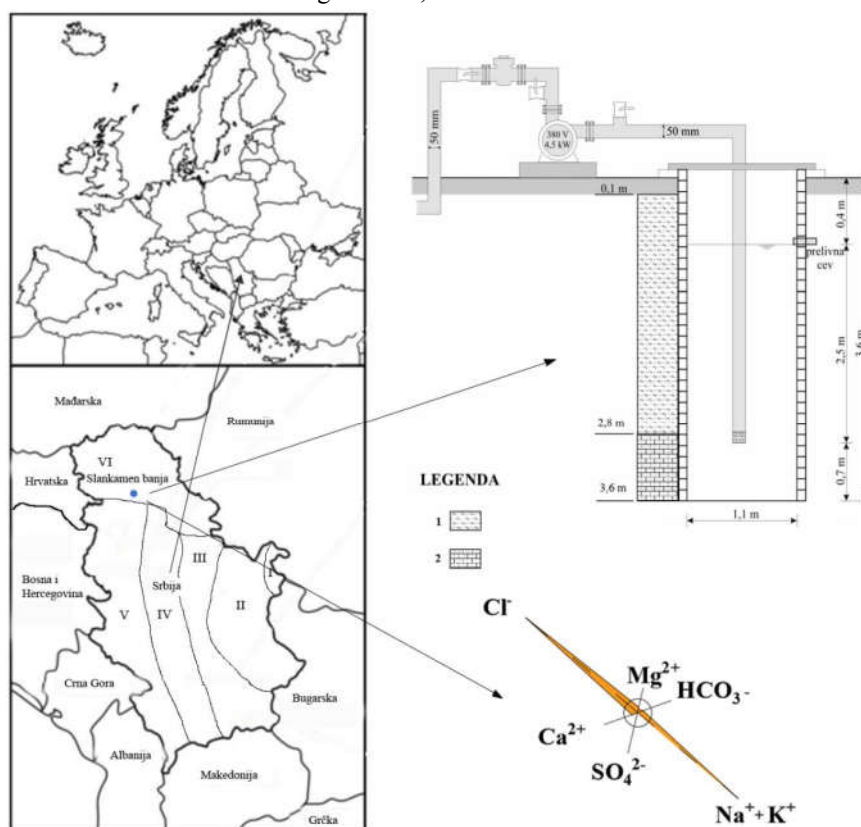 380 V
4,5 kW
50 mm
50 mm
0,1 m
0,4 m
prelivna
cev
2,5 m
3,6 m
2,8 m
0,7 m
3,6 m
1,1 m
LEGENDA
1
2
Mađarska
Rumunija
VI
Hrvatska
Slankamen banja
III
I
Bosna i
Hercegovina
Srbija
V
IV
II
Crna Gora
Bugarska
Albanija
Makedonija
Grčka
Cl⁻
Mg²⁺
HCO₃⁻
Ca²⁺
SO₄²⁻
Na⁺+ K⁺